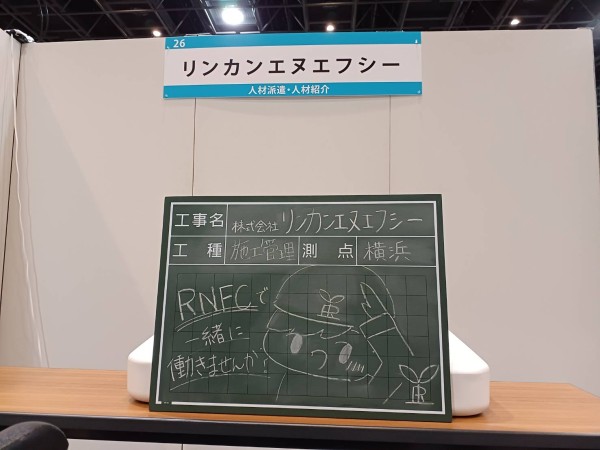 26
リンカンエヌエフシー
人材派遣・人材紹介
工事名 株式会社 リンカンエヌエフシー
工種 施工管理 測点 横浜
RNFCで
一緒に
働きませんか?
R
R